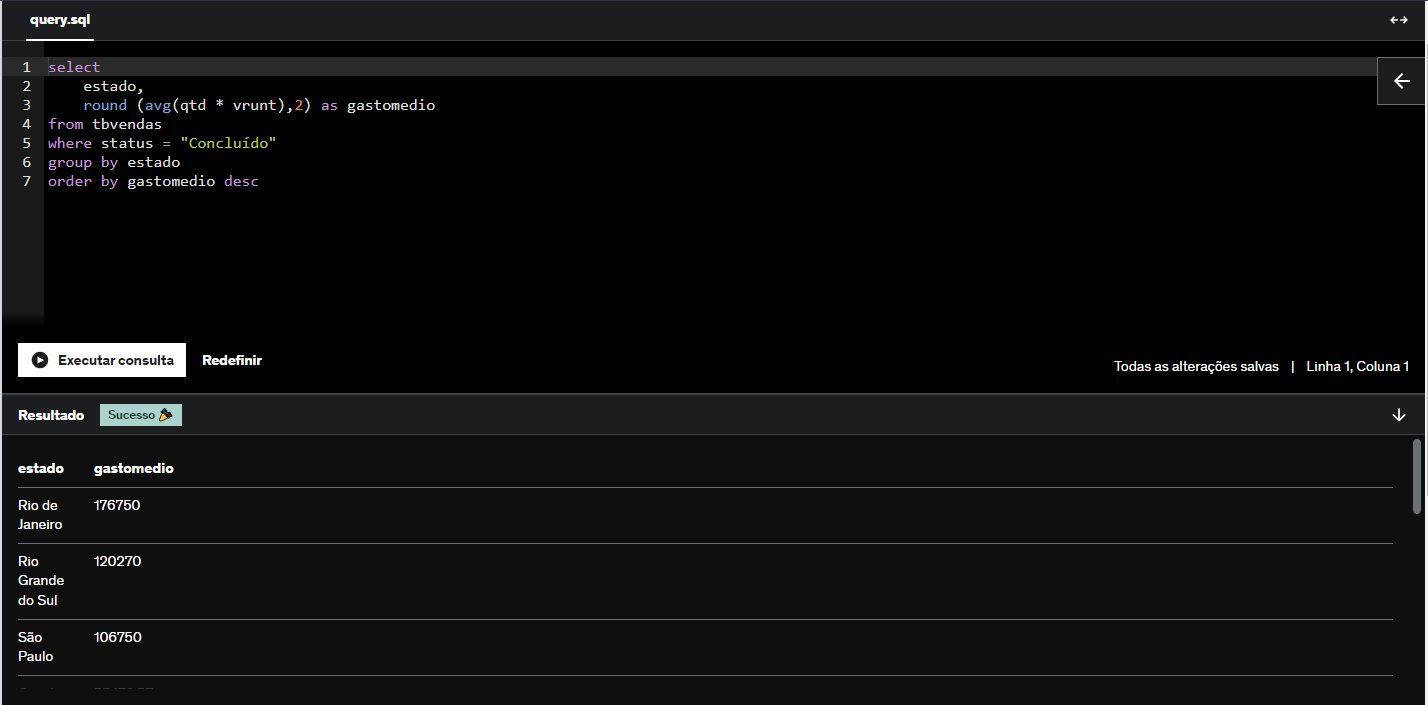 query.sql
1 select
2 estado,
3 round (avg(qtd * vrunt),2) as gastomedio
4 from tbvendas
5 where status = "Concluído"
6 group by estado
7 order by gastomedio desc
Executar consulta Redefinir
Todas as alterações salvas | Linha 1, Coluna 1
Resultado Sucesso
estado gastomedio
Rio de 176750
Janeiro
Rio 120270
Grande
do Sul
São 106750
Paulo